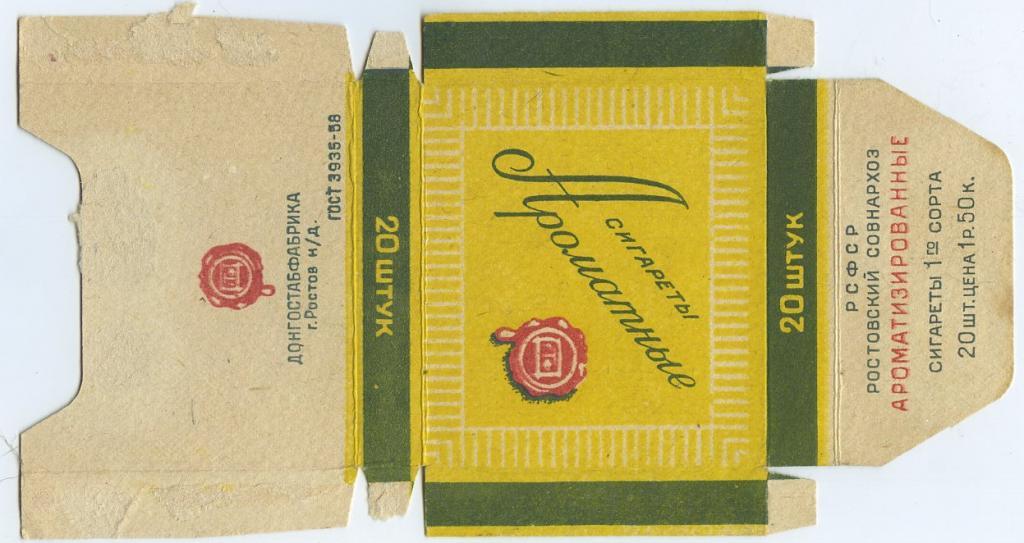 ДОНГОСТАБФАБРИКА
г. Ростов н/д.
ГОСТ 3935-58
20 ШТУК
СИГАРЕТЫ
Ароматные
20 ШТУК
РСФСР
РОСТОВСКИЙ СОВНАРХОЗ
АРОМАТИЗИРОВАННЫЕ
СИГАРЕТЫ 1го СОРТА
20 ШТ. ЦЕНА 1 Р. 50 к.